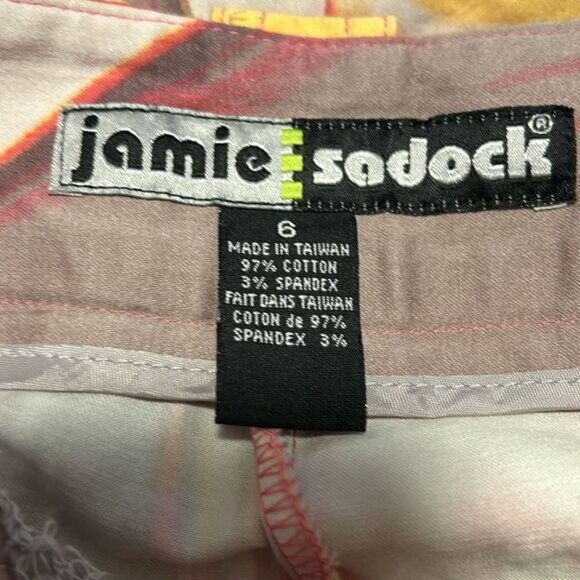 jamie sadock®
6
MADE IN TAIWAN
97% COTTON
3% SPANDEX
FAIT DANS TAIWAN
COTON de 97%
SPANDEX 3%